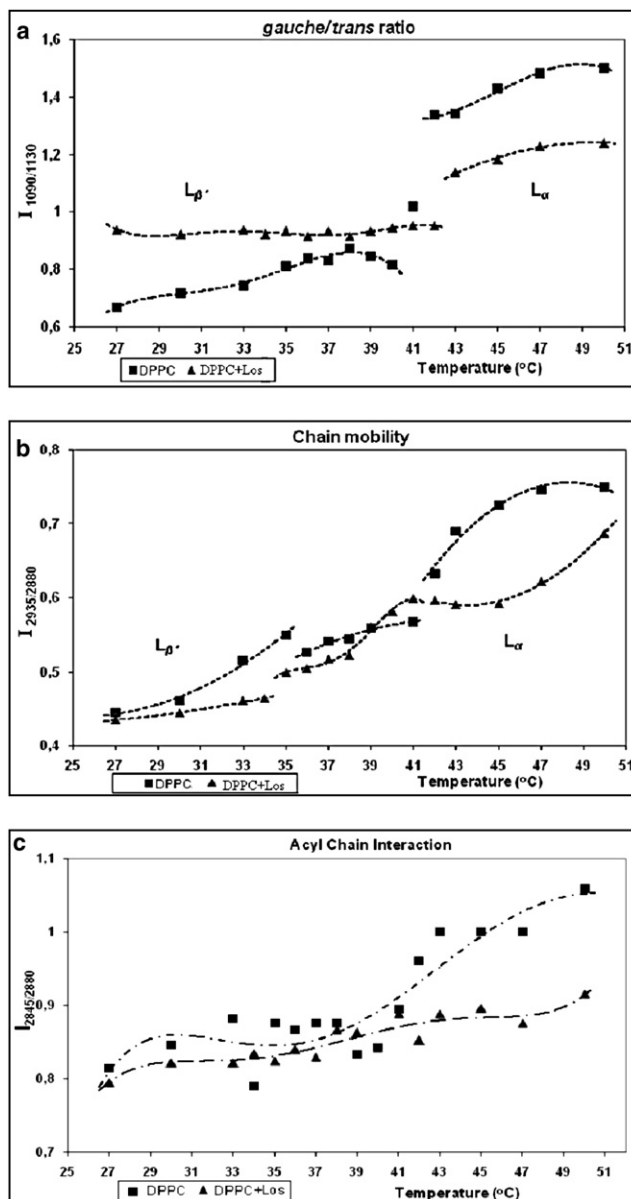 a
gauche/trans ratio
1,6
1,4
1,2
1
0,8
0,6
I 1090/1130
Lβ′
Lα
25 27 29 31 33 35 37 39 41 43 45 47 49 51
Temperature (°C)
DPPC DPPC+Los
b
Chain mobility
0,8
0,7
0,6
0,5
0,4
I 2935/2880
Lβ′
Lα
25 27 29 31 33 35 37 39 41 43 45 47 49 51
Temperature (°C)
DPPC DPPC+Los
c
Acyl Chain Interaction
1,1
1
0,9
0,8
0,7
I 2845/2880
25 27 29 31 33 35 37 39 41 43 45 47 49 51
Temperature (°C)
DPPC DPPC+Los